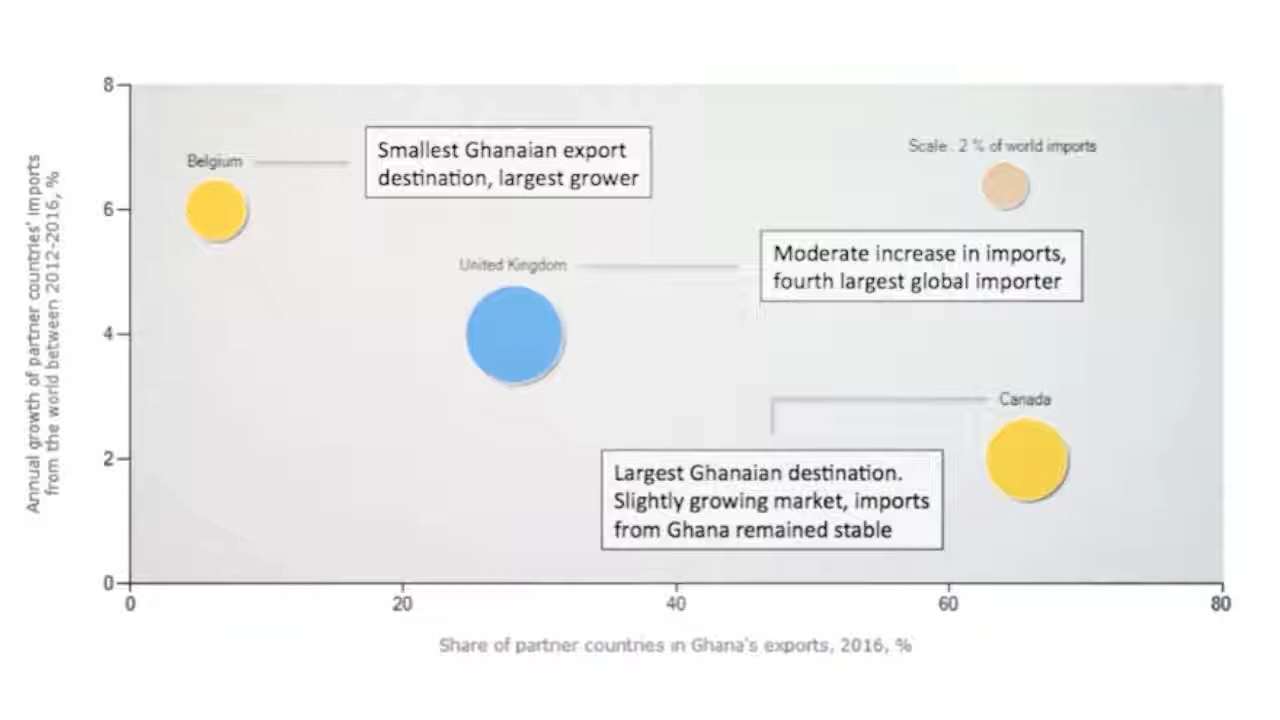 8
Belgium
Smallest Ghanaian export
destination, largest grower
Scale . 2 % of world imports
6
United Kingdom
Moderate increase in imports,
fourth largest global importer
4
Canada
Largest Ghanaian destination.
Slightly growing market, imports
from Ghana remained stable
2
0
0 20 40 60 80
Share of partner countries in Ghana's exports, 2016, %
Annual growth of partner countries' imports
from the world between 2012-2016, %